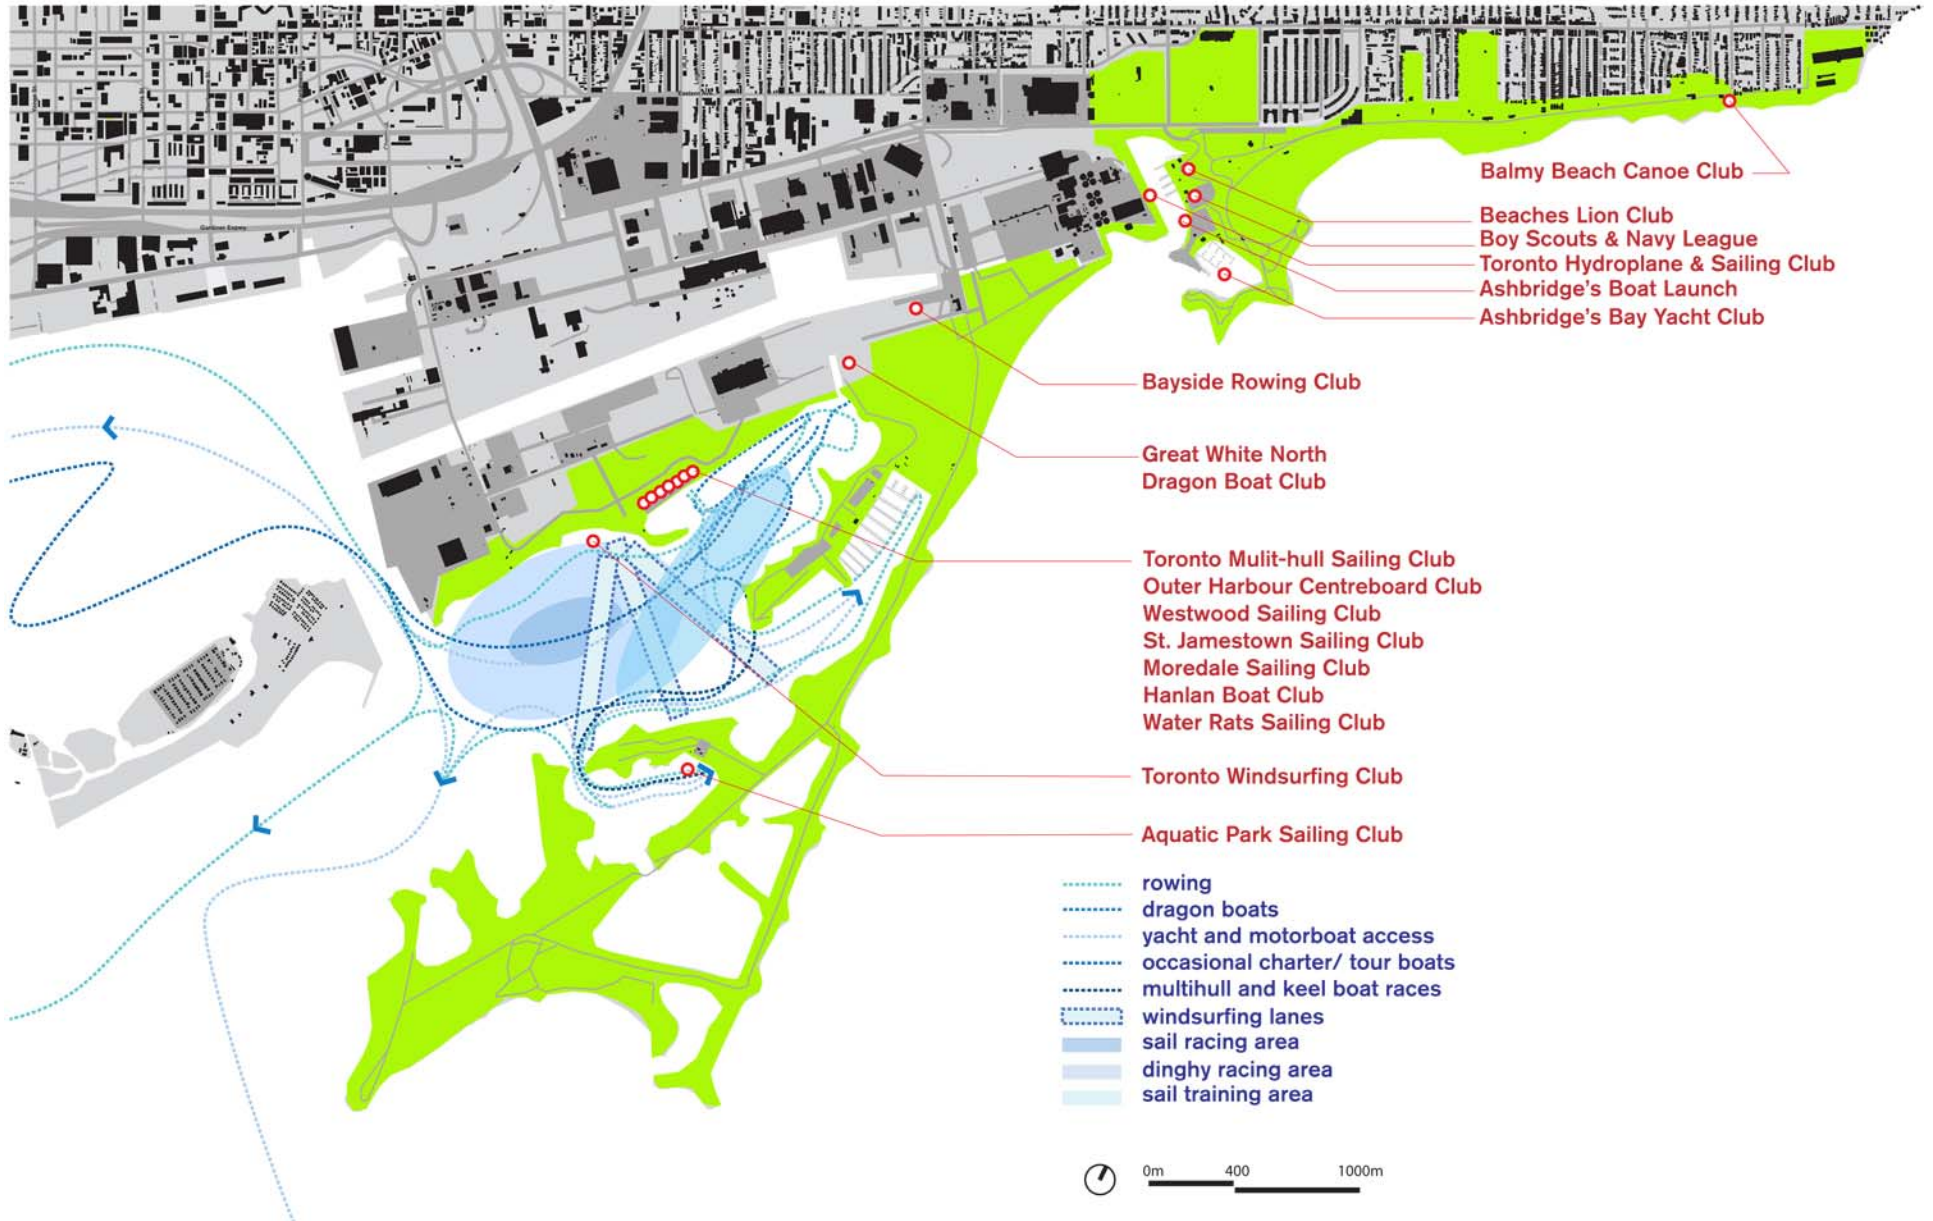 Gardiner Expwy
Balmy Beach Canoe Club
Beaches Lion Club
Boy Scouts & Navy League
Toronto Hydroplane & Sailing Club
Ashbridge's Boat Launch
Ashbridge's Bay Yacht Club
Bayside Rowing Club
Great White North
Dragon Boat Club
Toronto Mulit-hull Sailing Club
Outer Harbour Centreboard Club
Westwood Sailing Club
St. Jamestown Sailing Club
Moredale Sailing Club
Hanlan Boat Club
Water Rats Sailing Club
Toronto Windsurfing Club
Aquatic Park Sailing Club
rowing
dragon boats
yacht and motorboat access
occasional charter/ tour boats
multihull and keel boat races
windsurfing lanes
sail racing area
dinghy racing area
sail training area
0m 400 1000m